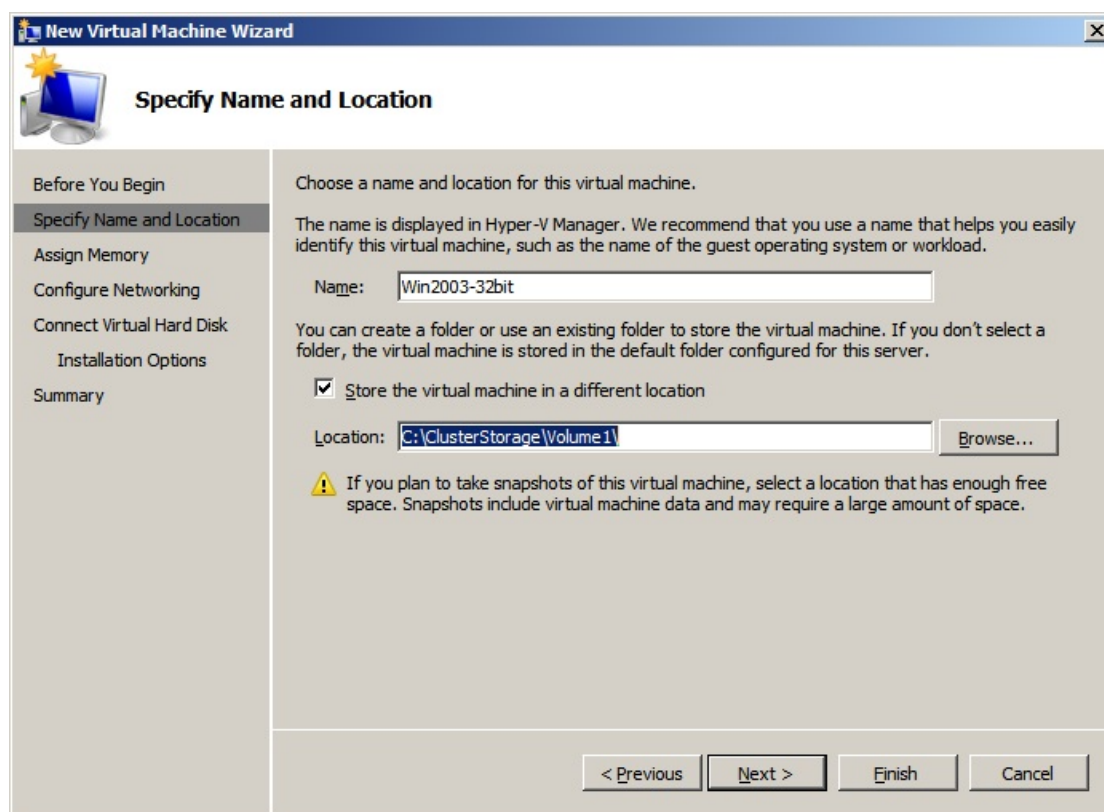 New Virtual Machine Wizard
Specify Name and Location
Before You Begin
Specify Name and Location
Assign Memory
Configure Networking
Connect Virtual Hard Disk
Installation Options
Summary
Choose a name and location for this virtual machine.
The name is displayed in Hyper-V Manager. We recommend that you use a name that helps you easily
identify this virtual machine, such as the name of the guest operating system or workload.
Name: Win2003-32bit
You can create a folder or use an existing folder to store the virtual machine. If you don't select a
folder, the virtual machine is stored in the default folder configured for this server.
Store the virtual machine in a different location
Location: C:\ClusterStorage\Volume1\ Browse...
If you plan to take snapshots of this virtual machine, select a location that has enough free
space. Snapshots include virtual machine data and may require a large amount of space.
< Previous Next > Finish Cancel